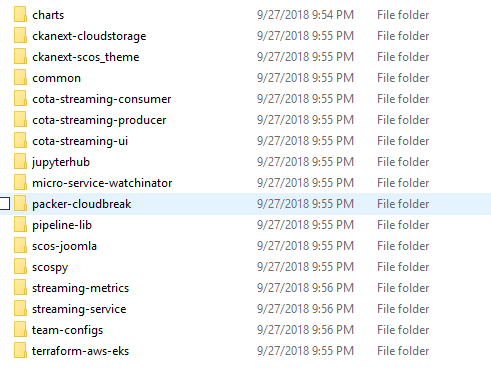 charts 9/27/2018 9:54 PM File folder
ckanext-cloudstorage 9/27/2018 9:55 PM File folder
ckanext-scos_theme 9/27/2018 9:55 PM File folder
common 9/27/2018 9:55 PM File folder
cota-streaming-consumer 9/27/2018 9:55 PM File folder
cota-streaming-producer 9/27/2018 9:55 PM File folder
cota-streaming-ui 9/27/2018 9:55 PM File folder
jupyterhub 9/27/2018 9:55 PM File folder
micro-service-watchinator 9/27/2018 9:55 PM File folder
packer-cloudbreak 9/27/2018 9:55 PM File folder
pipeline-lib 9/27/2018 9:55 PM File folder
scos-joomla 9/27/2018 9:55 PM File folder
scospy 9/27/2018 9:55 PM File folder
streaming-metrics 9/27/2018 9:56 PM File folder
streaming-service 9/27/2018 9:56 PM File folder
team-configs 9/27/2018 9:56 PM File folder
terraform-aws-eks 9/27/2018 9:55 PM File folder